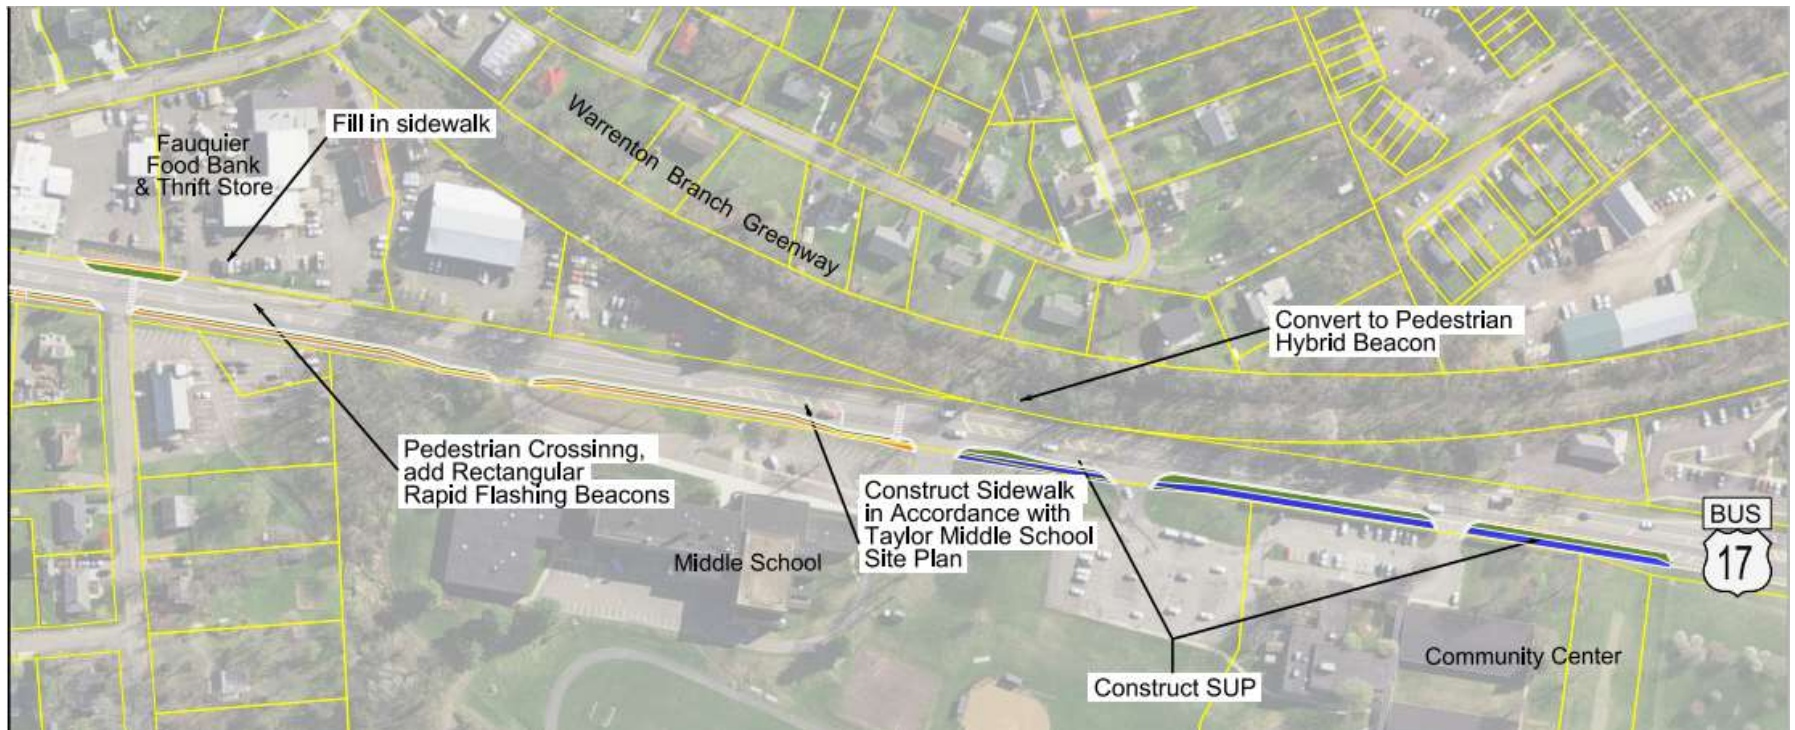 Fill in sidewalk
Fauquier
Food Bank
& Thrift Store
Warrenton Branch Greenway
Convert to Pedestrian
Hybrid Beacon
Pedestrian Crossinng,
add Rectangular
Rapid Flashing Beacons
Construct Sidewalk
in Accordance with
Taylor Middle School
Site Plan
Middle School
BUS
17
Community Center
Construct SUP